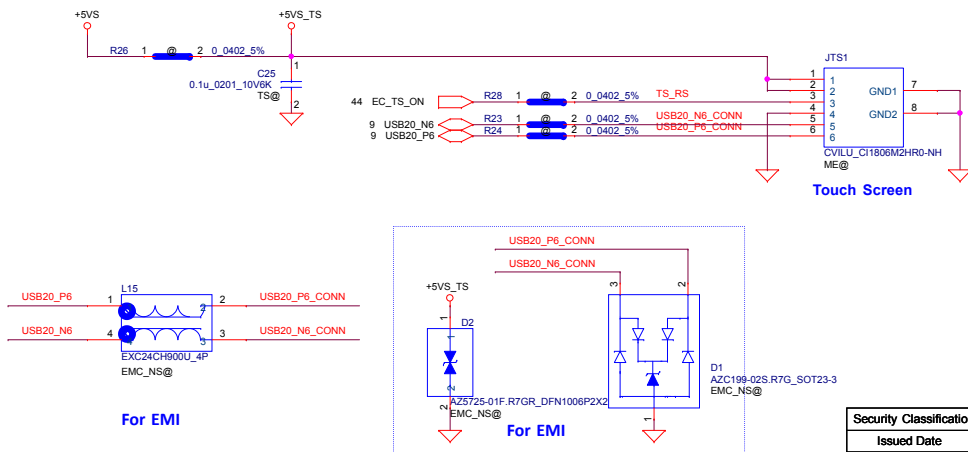 +5VS
+5VS_TS
R26 1 @ 2 0_0402_5%
1
C25
0.1u_0201_10V6K
TS@
2
JTS1
1 1
2 2
3 3
4 4
5 5
6 6
GND1 7
GND2 8
CVILU_CI1806M2HR0-NH
ME@
Touch Screen
44 EC_TS_ON R28 1 @ 2 0_0402_5% TS_RS
9 USB20_N6 R23 1 @ 2 0_0402_5% USB20_N6_CONN
9 USB20_P6 R24 1 @ 2 0_0402_5% USB20_P6_CONN
L15
USB20_P6 1 2 2 USB20_P6_CONN
USB20_N6 4 3 3 USB20_N6_CONN
EXC24CH900U_4P
EMC_NS@
For EMI
USB20_P6_CONN
USB20_N6_CONN
+5VS_TS
1
D2
1
2
2
AZ5725-01F.R7GR_DFN1006P2X2
EMC_NS@
3 2
D1
AZC199-02S.R7G_SOT23-3
EMC_NS@
1
For EMI
Security Classificatio
Issued Date